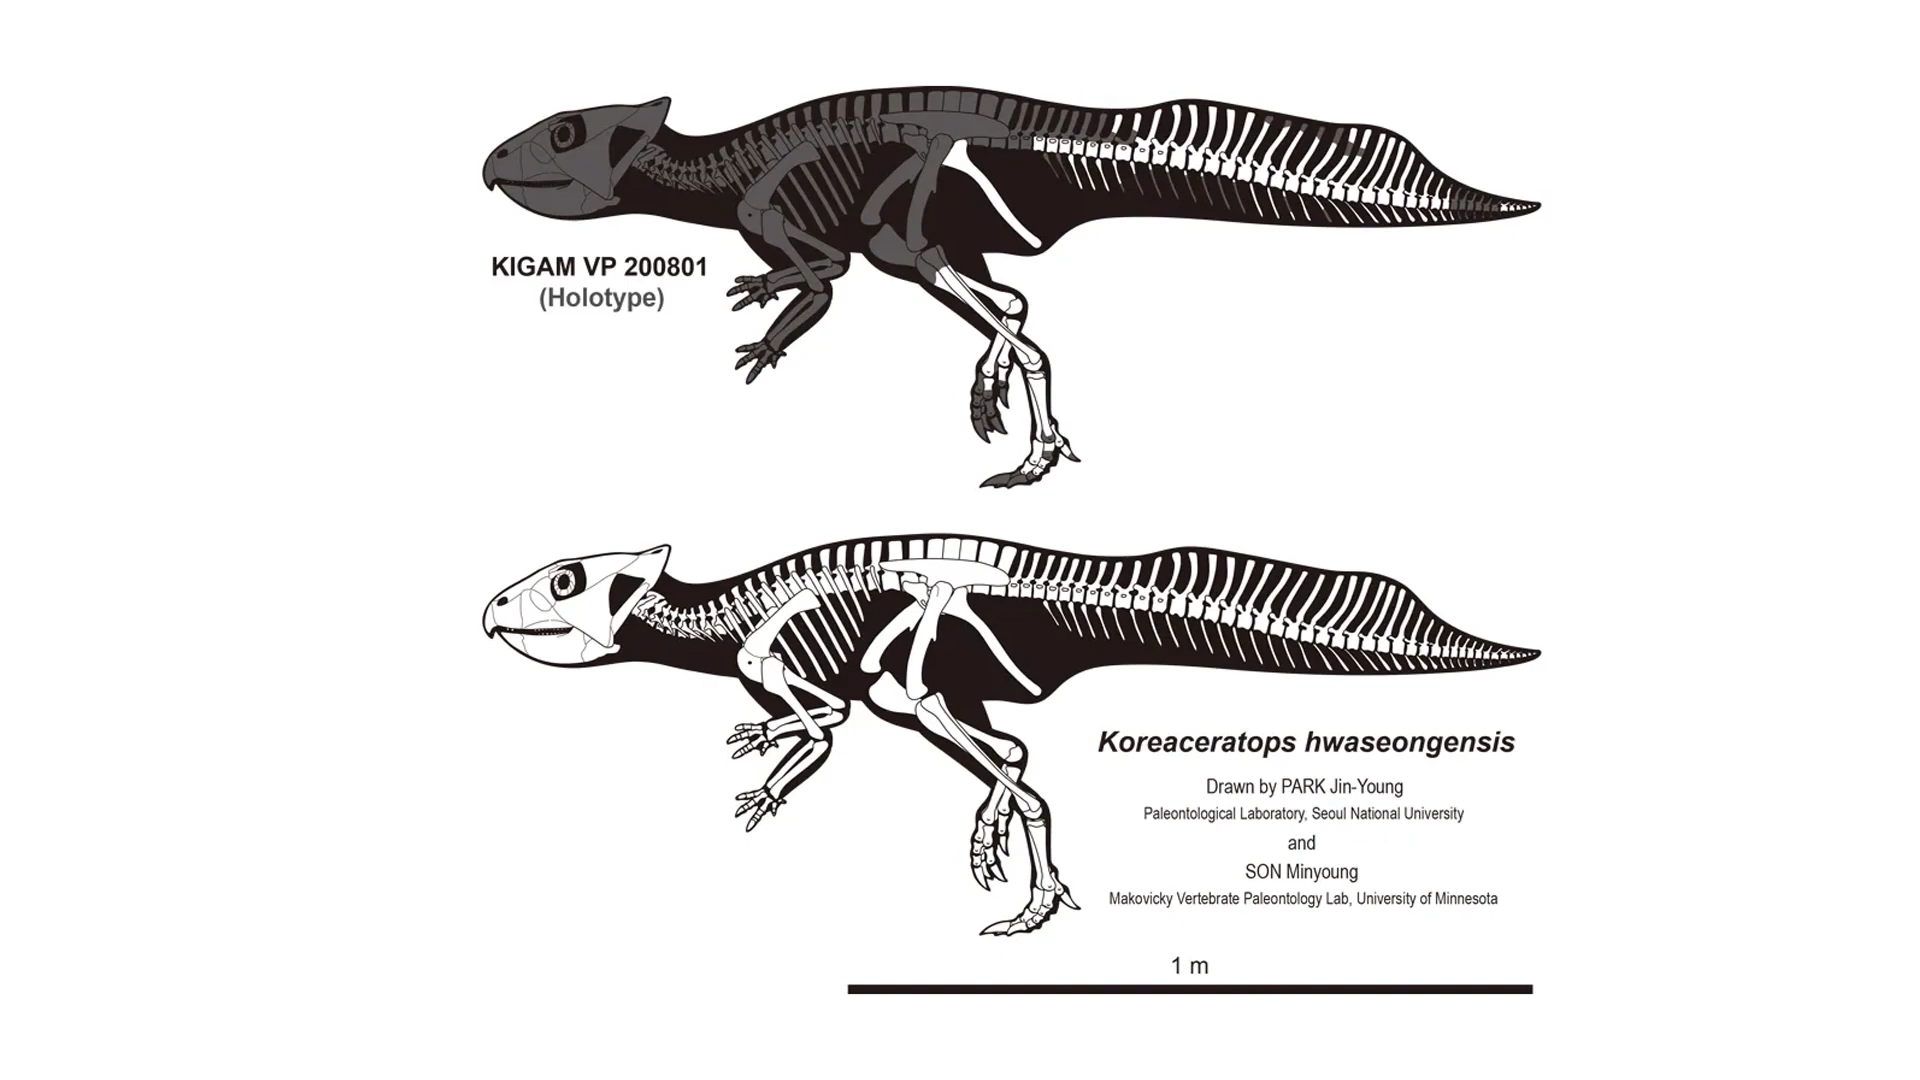 KIGAM VP 200801
(Holotype)
Koreaceratops hwaseongensis
Drawn by PARK Jin-Young
Paleontological Laboratory, Seoul National University
and
SON Minyoung
Makovicky Vertebrate Paleontology Lab, University of Minnesota
1 m